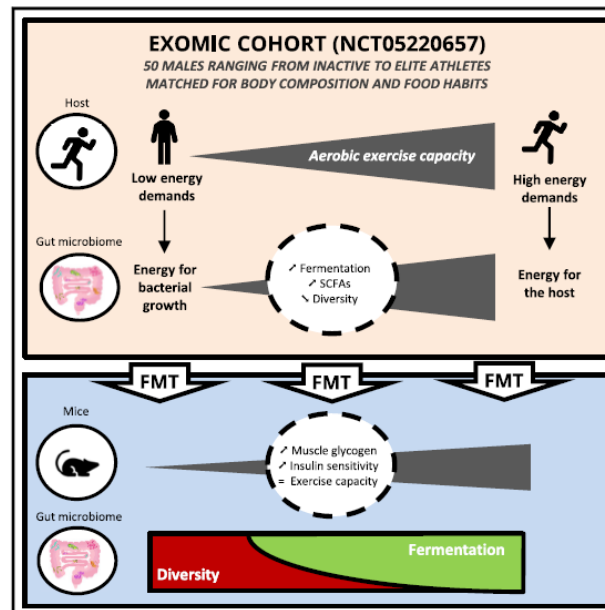 EXOMIC COHORT (NCT05220657)
50 MALES RANGING FROM INACTIVE TO ELITE ATHLETES
MATCHED FOR BODY COMPOSITION AND FOOD HABITS
Host
Aerobic exercise capacity
Low energy
demands
High energy
demands
Gut microbiome
Energy for
bacterial
growth
↗ Fermentation
↗ SCFAs
↘ Diversity
Energy for
the host
FMT
FMT
FMT
Mice
↗ Muscle glycogen
↗ Insulin sensitivity
= Exercise capacity
Gut microbiome
Fermentation
Diversity